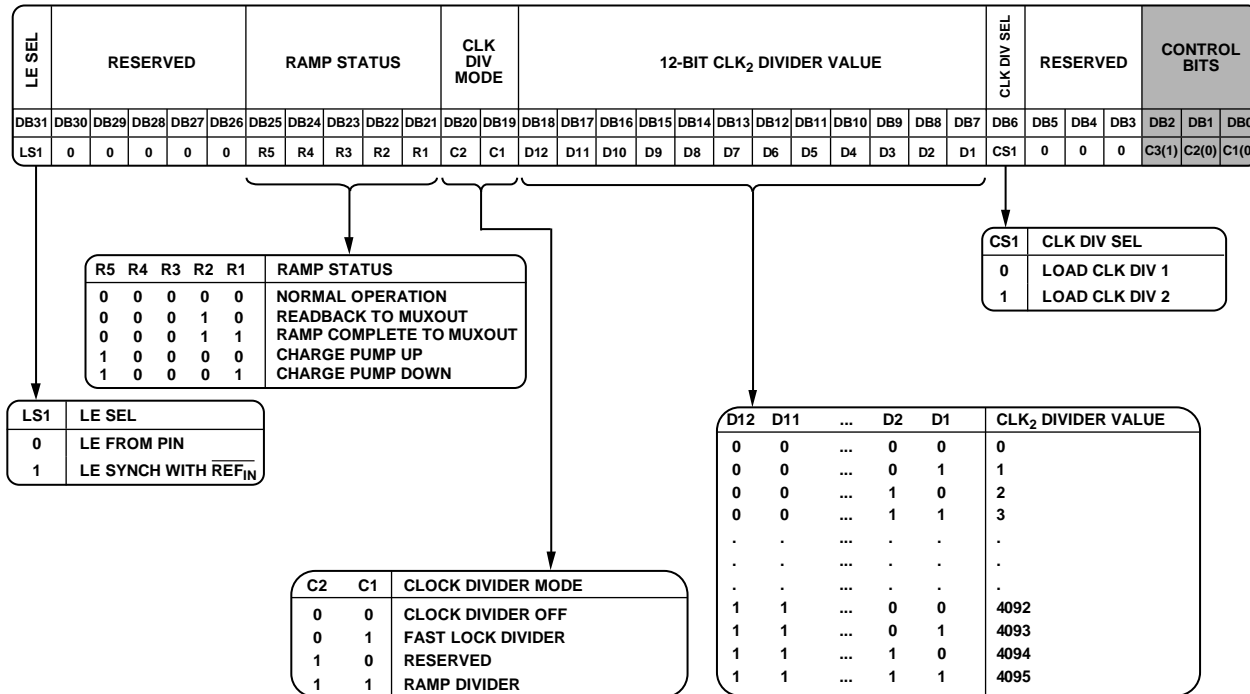 LE SEL
RESERVED
RAMP STATUS
CLK
DIV
MODE
12-BIT CLK2 DIVIDER VALUE
CLK DIV SEL
RESERVED
CONTROL
BITS
DB31 DB30 DB29 DB28 DB27 DB26 DB25 DB24 DB23 DB22 DB21 DB20 DB19 DB18 DB17 DB16 DB15 DB14 DB13 DB12 DB11 DB10 DB9 DB8 DB7 DB6 DB5 DB4 DB3 DB2 DB1 DB0
LS1 0 0 0 0 0 R5 R4 R3 R2 R1 C2 C1 D12 D11 D10 D9 D8 D7 D6 D5 D4 D3 D2 D1 CS1 0 0 0 C3(1) C2(0) C1(0
CS1 CLK DIV SEL
0 LOAD CLK DIV 1
1 LOAD CLK DIV 2
R5 R4 R3 R2 R1 RAMP STATUS
0 0 0 0 0 NORMAL OPERATION
0 0 0 1 0 READBACK TO MUXOUT
0 0 0 1 1 RAMP COMPLETE TO MUXOUT
1 0 0 0 0 CHARGE PUMP UP
1 0 0 0 1 CHARGE PUMP DOWN
LS1 LE SEL
0 LE FROM PIN
1 LE SYNCH WITH REFIN
D12 D11 ... D2 D1 CLK2 DIVIDER VALUE
0 0 ... 0 0 0
0 0 ... 0 1 1
0 0 ... 1 0 2
0 0 ... 1 1 3
. . ... . . .
. . ... . . .
. . ... . . .
1 1 ... 0 0 4092
1 1 ... 0 1 4093
1 1 ... 1 0 4094
1 1 ... 1 1 4095
C2 C1 CLOCK DIVIDER MODE
0 0 CLOCK DIVIDER OFF
0 1 FAST LOCK DIVIDER
1 0 RESERVED
1 1 RAMP DIVIDER